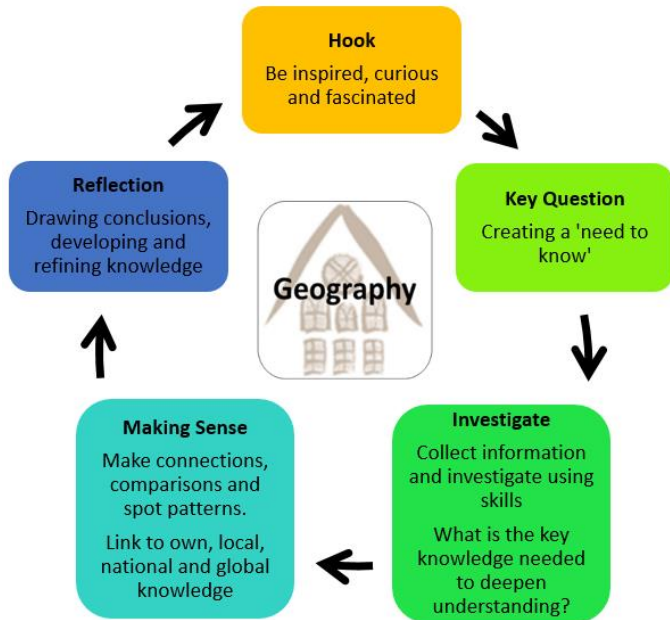 Hook
Be inspired, curious
and fascinated
Key Question
Creating a 'need to
know'
Investigate
Collect information
and investigate using
skills
What is the key
knowledge needed
to deepen
understanding?
Making Sense
Make connections,
comparisons and
spot patterns.
Link to own, local,
national and global
knowledge
Reflection
Drawing conclusions,
developing and
refining knowledge
Geography